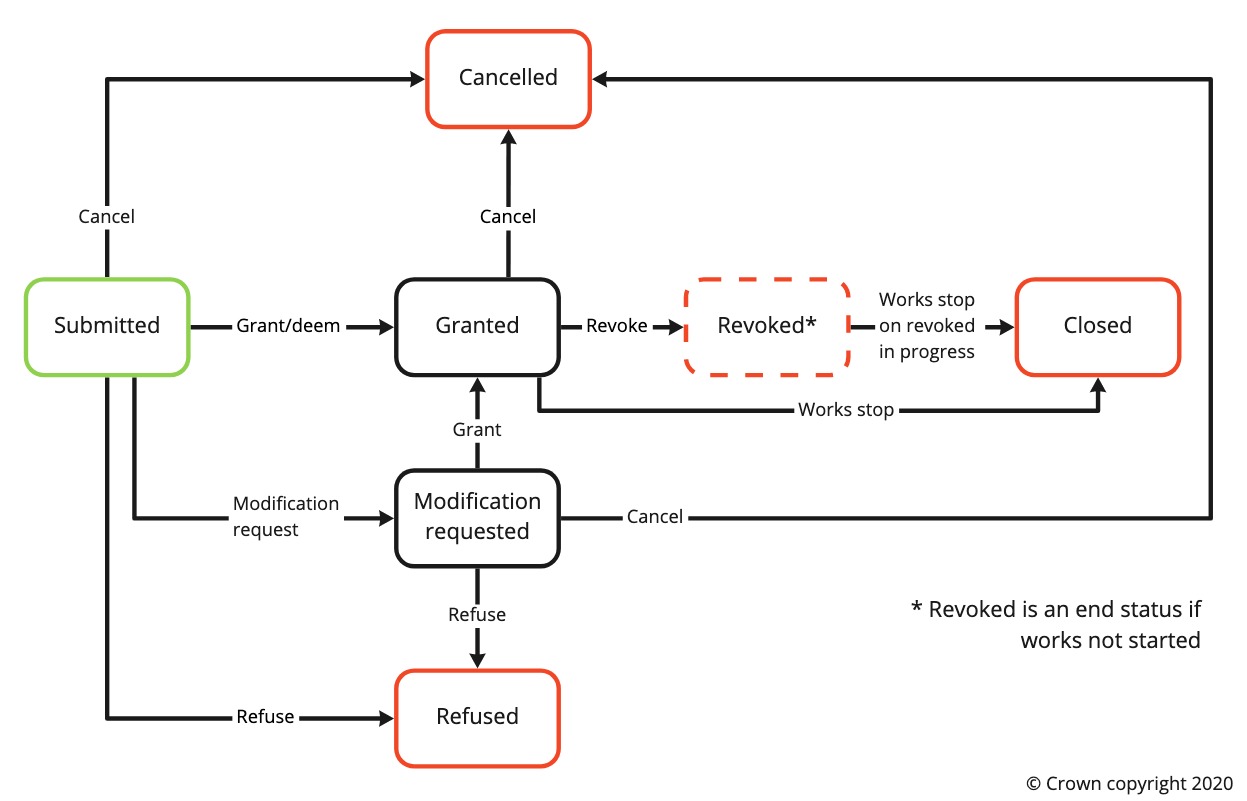 Cancelled
Cancel
Cancel
Submitted
Grant/deem
Granted
Revoke
Revoked*
Works stop
on revoked
in progress
Closed
Works stop
Grant
Modification
request
Modification
requested
Cancel
Refuse
* Revoked is an end status if
works not started
Refuse
Refused
© Crown copyright 2020